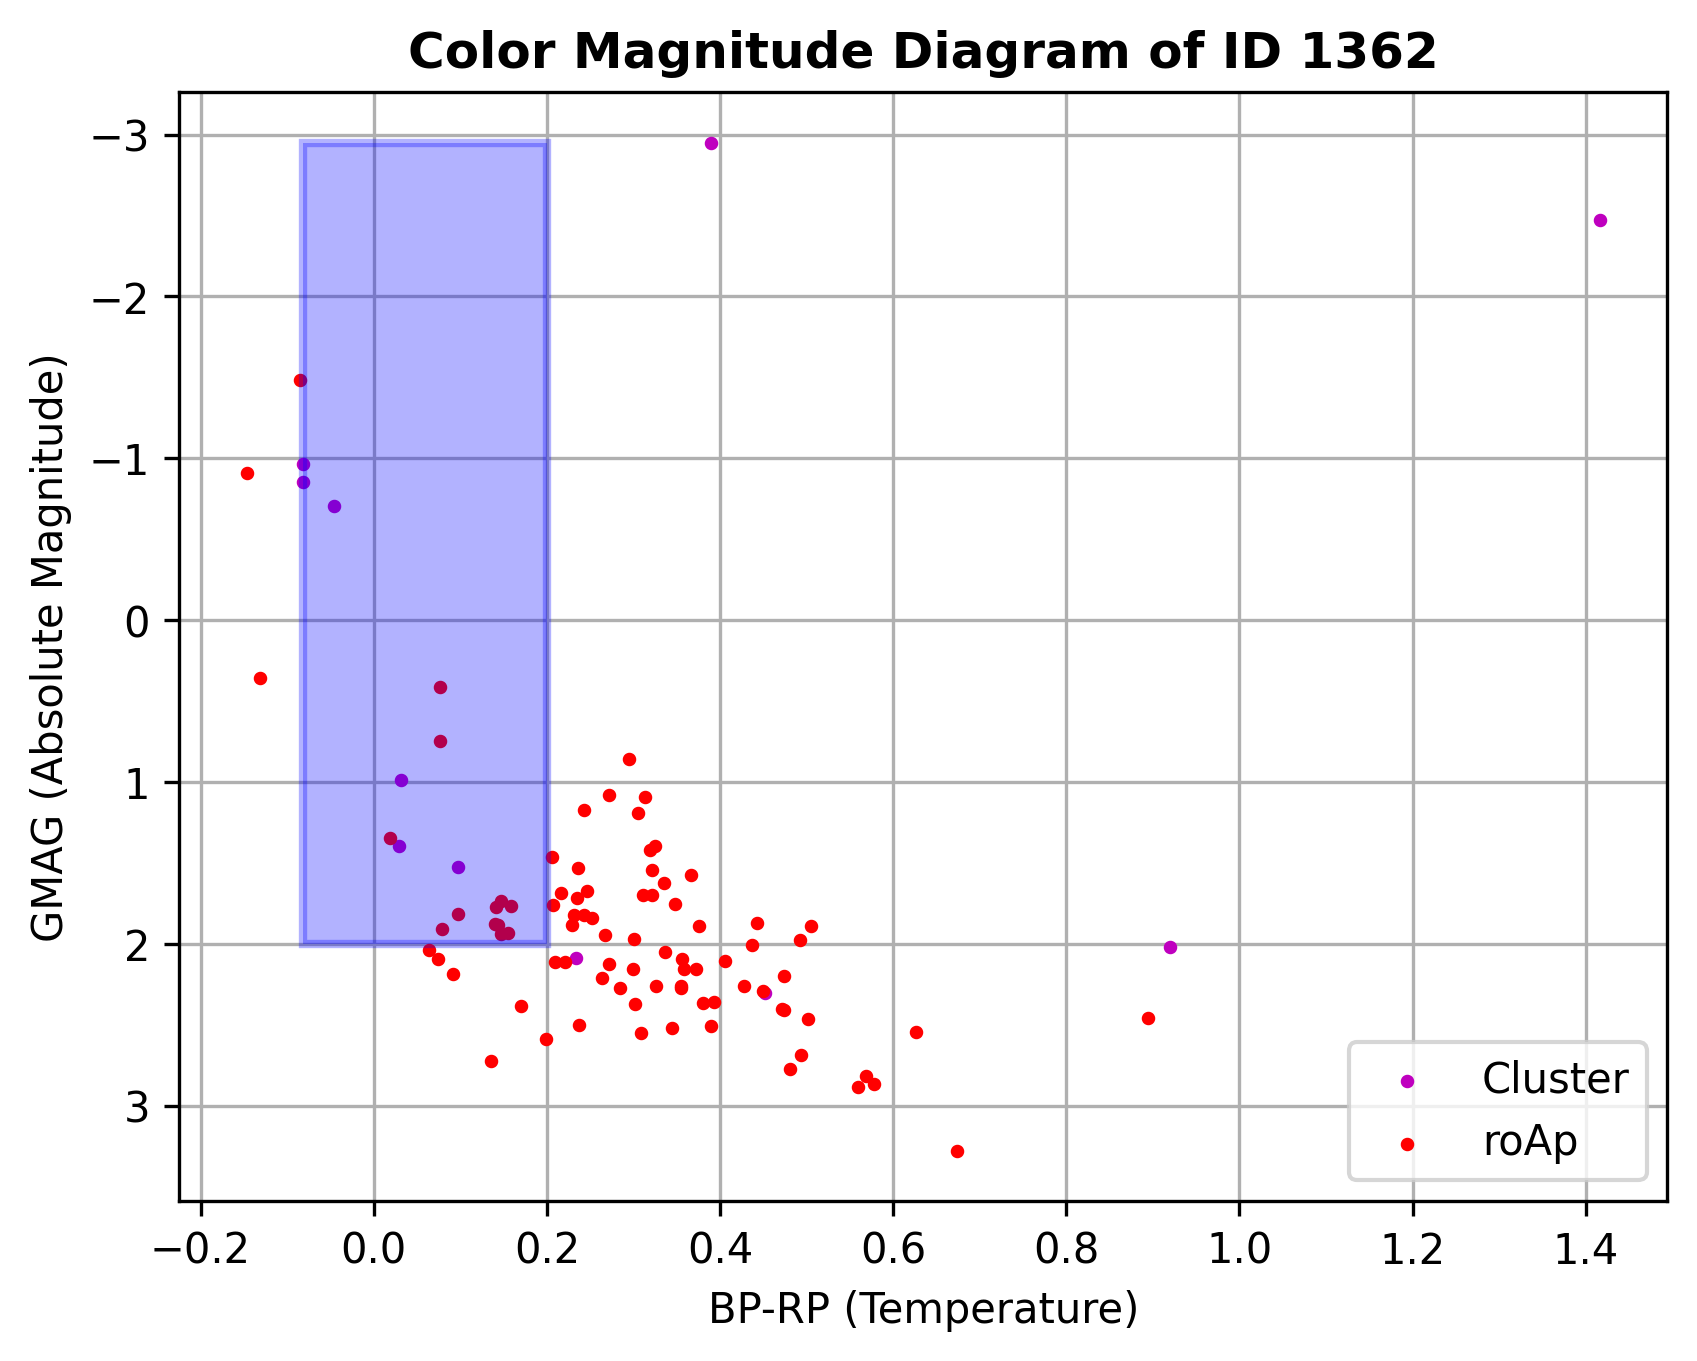 Color Magnitude Diagram of ID 1362
GMAG (Absolute Magnitude)
−3
−2
−1
0
1
2
3
Cluster
roAp
−0.2 0.0 0.2 0.4 0.6 0.8 1.0 1.2 1.4
BP-RP (Temperature)